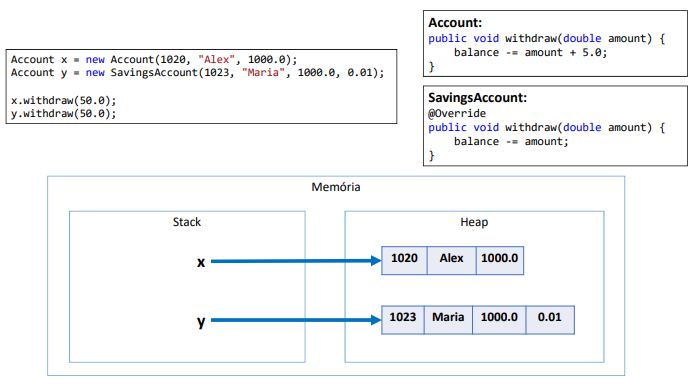 Account x = new Account(1020, "Alex", 1000.0);
Account y = new SavingsAccount(1023, "Maria", 1000.0, 0.01);
x.withdraw(50.0);
y.withdraw(50.0);
Account:
public void withdraw(double amount) {
balance -= amount + 5.0;
}
SavingsAccount:
@Override
public void withdraw(double amount) {
balance -= amount;
}
Memória
Stack
Heap
x
1020 Alex 1000.0
y
1023 Maria 1000.0 0.01